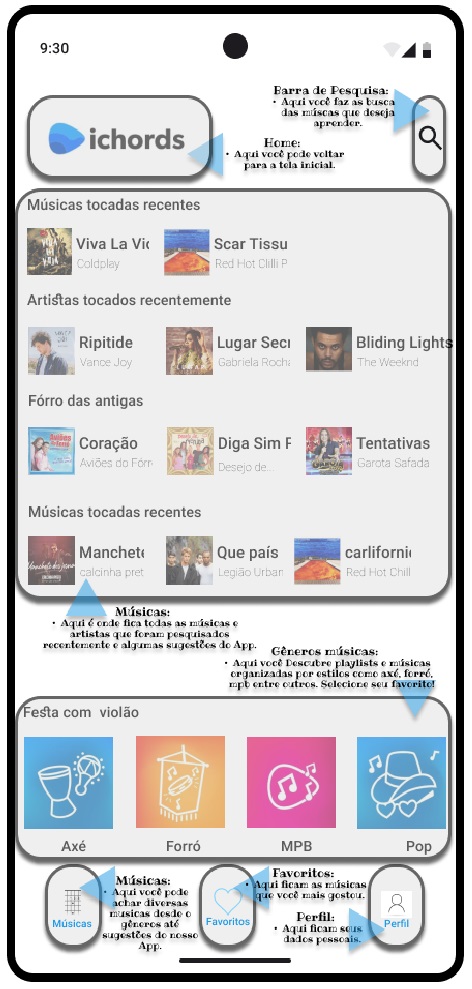 9:30
Barra de Pesquisa:
• Aqui você faz as busca
das múscas que deseja
aprender.
ichords
Home:
• Aqui você pode voltar
para a tela inicial.
Músicas tocadas recentes
Viva La Vic
Coldplay
Scar Tissu
Red Hot Clilli P
Artistas tocados recentemente
Ripitide
Vance Joy
Lugar Secr
Gabriela Rocha
Bliding Lights
The Weeknd
Fórro das antigas
Coração
Aviões do Fórr
Diga Sim F
Desejo de...
Tentativas
Garota Safada
Músicas tocadas recentes
Manchete
calcinha pret
Que país
Legião Urban
carlifornic
Red Hot Chill
Músicas:
• Aqui é onde fica todas as músicas e
artistas que foram pesquisados
recentemente e algumas sugestões do App.
Gêneros músicas:
• Aqui você Descubre playlists e músicas
organizadas por estilos como axé, forré,
mpb entre outros. Selecione seu favorito!
Festa com violão
Axé
Forró
MPB
Pop
Músicas
Músicas:
• Aqui você pode
achar diversas
musicas desde o
gêneros até
sugestões do nosso
App.
Favoritos
Favoritos:
• Aqui ficam as músicas
que você mais gostou.
Perfil:
• Aqui ficam seus
dados pessoais.
Perfil